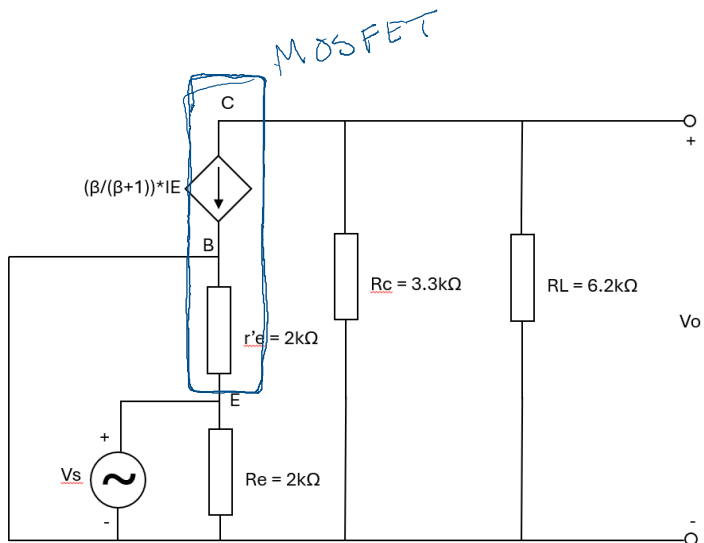 MOSFET
C
(β/(β+1))*IE
B
r'e = 2kΩ
E
+
Vs
-
Re = 2kΩ
Rc = 3.3kΩ
RL = 6.2kΩ
+
Vo
-